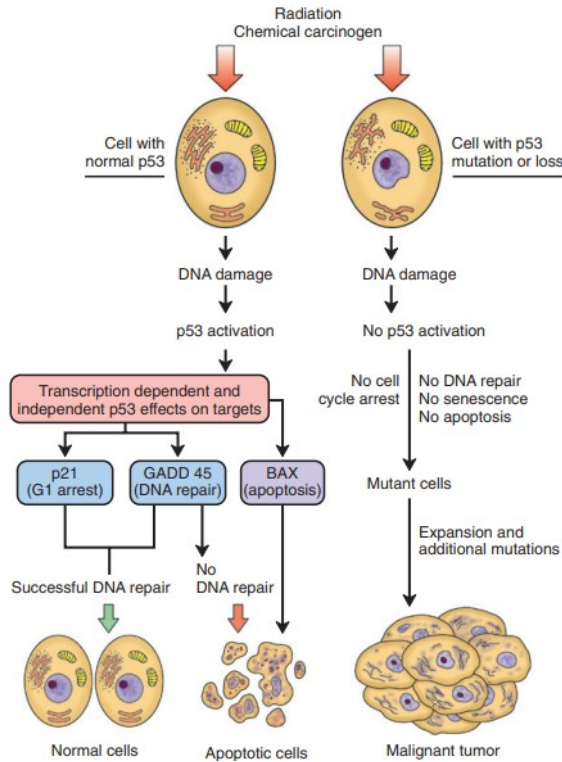 Radiation
Chemical carcinogen
Cell with
normal p53
Cell with p53
mutation or loss
DNA damage
DNA damage
p53 activation
No p53 activation
Transcription dependent and
independent p53 effects on targets
No cell
cycle arrest
No DNA repair
No senescence
No apoptosis
p21
(G1 arrest)
GADD 45
(DNA repair)
BAX
(apoptosis)
Mutant cells
Expansion and
additional mutations
Successful DNA repair
No
DNA repair
Normal cells
Apoptotic cells
Malignant tumor